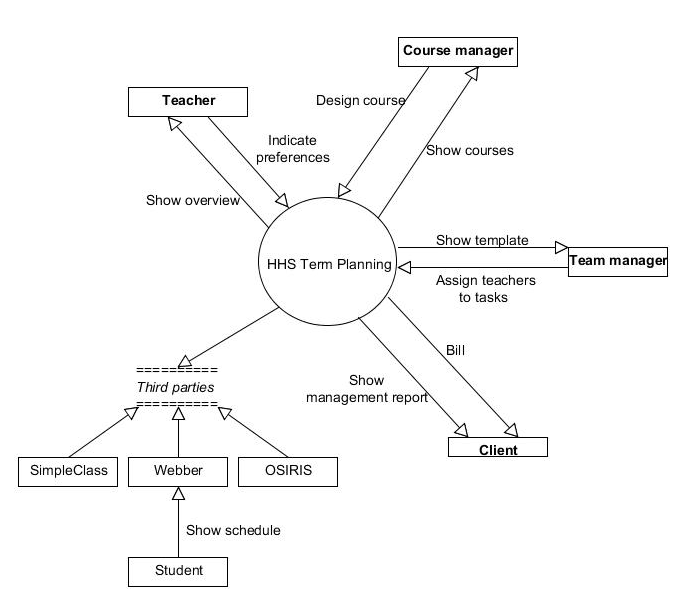 Course manager
Teacher
Design course
Indicate
preferences
Show courses
Show overview
Show template
HHS Term Planning
Team manager
Assign teachers
to tasks
Bill
==========
Third parties
==========
Show
management report
Client
SimpleClass
Webber
OSIRIS
Show schedule
Student